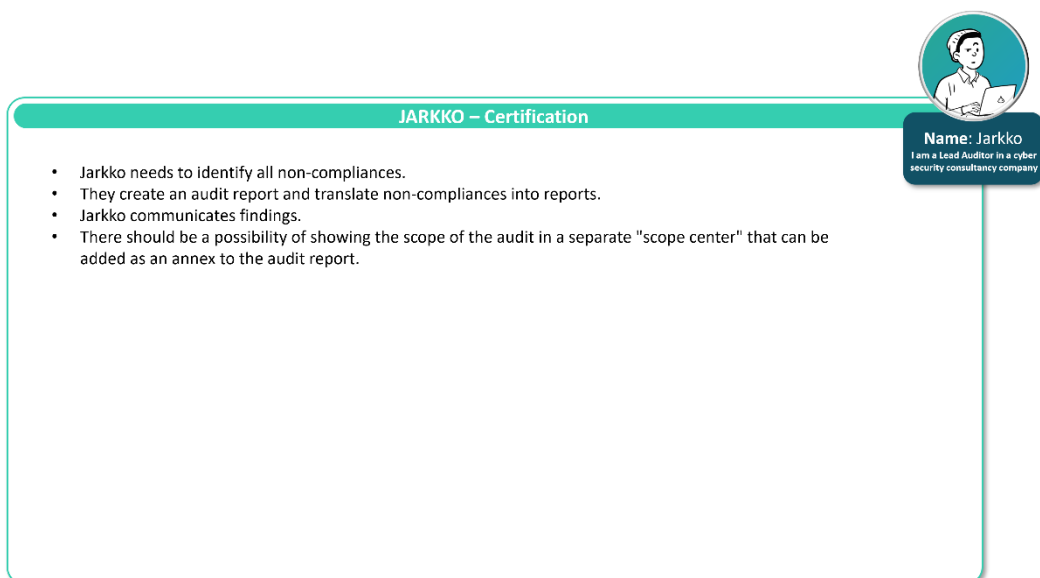 JARKKO – Certification
Name: Jarkko
I am a Lead Auditor in a cyber
security consultancy company
• Jarkko needs to identify all non-compliances.
• They create an audit report and translate non-compliances into reports.
• Jarkko communicates findings.
• There should be a possibility of showing the scope of the audit in a separate "scope center" that can be
added as an annex to the audit report.